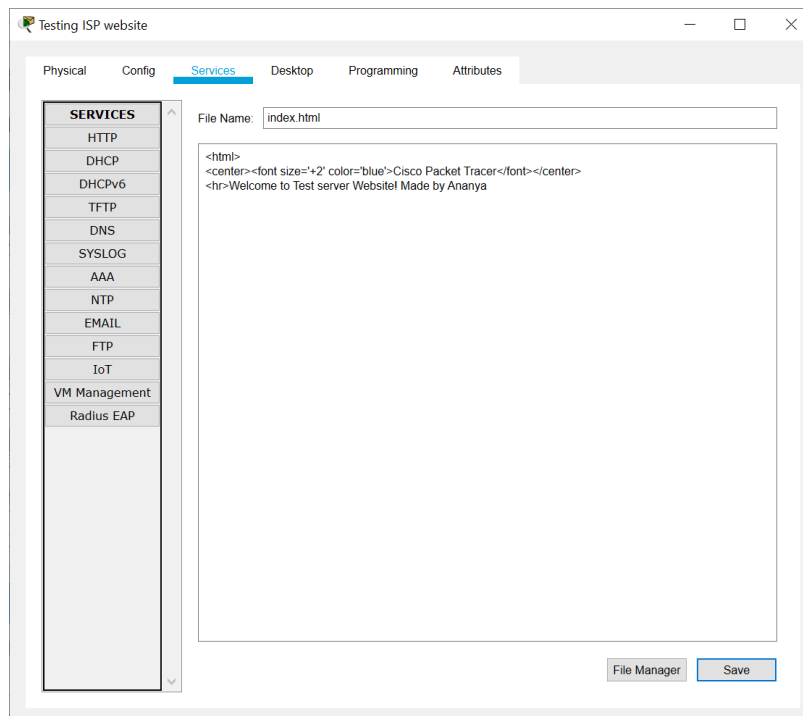 Testing ISP website
Physical Config Services Desktop Programming Attributes
SERVICES
HTTP
DHCP
DHCPv6
TFTP
DNS
SYSLOG
AAA
NTP
EMAIL
FTP
IoT
VM Management
Radius EAP
File Name: index.html
<html>
<center><font size='+2' color='blue'>Cisco Packet Tracer</font></center>
<hr>Welcome to Test server Website! Made by Ananya
File Manager Save